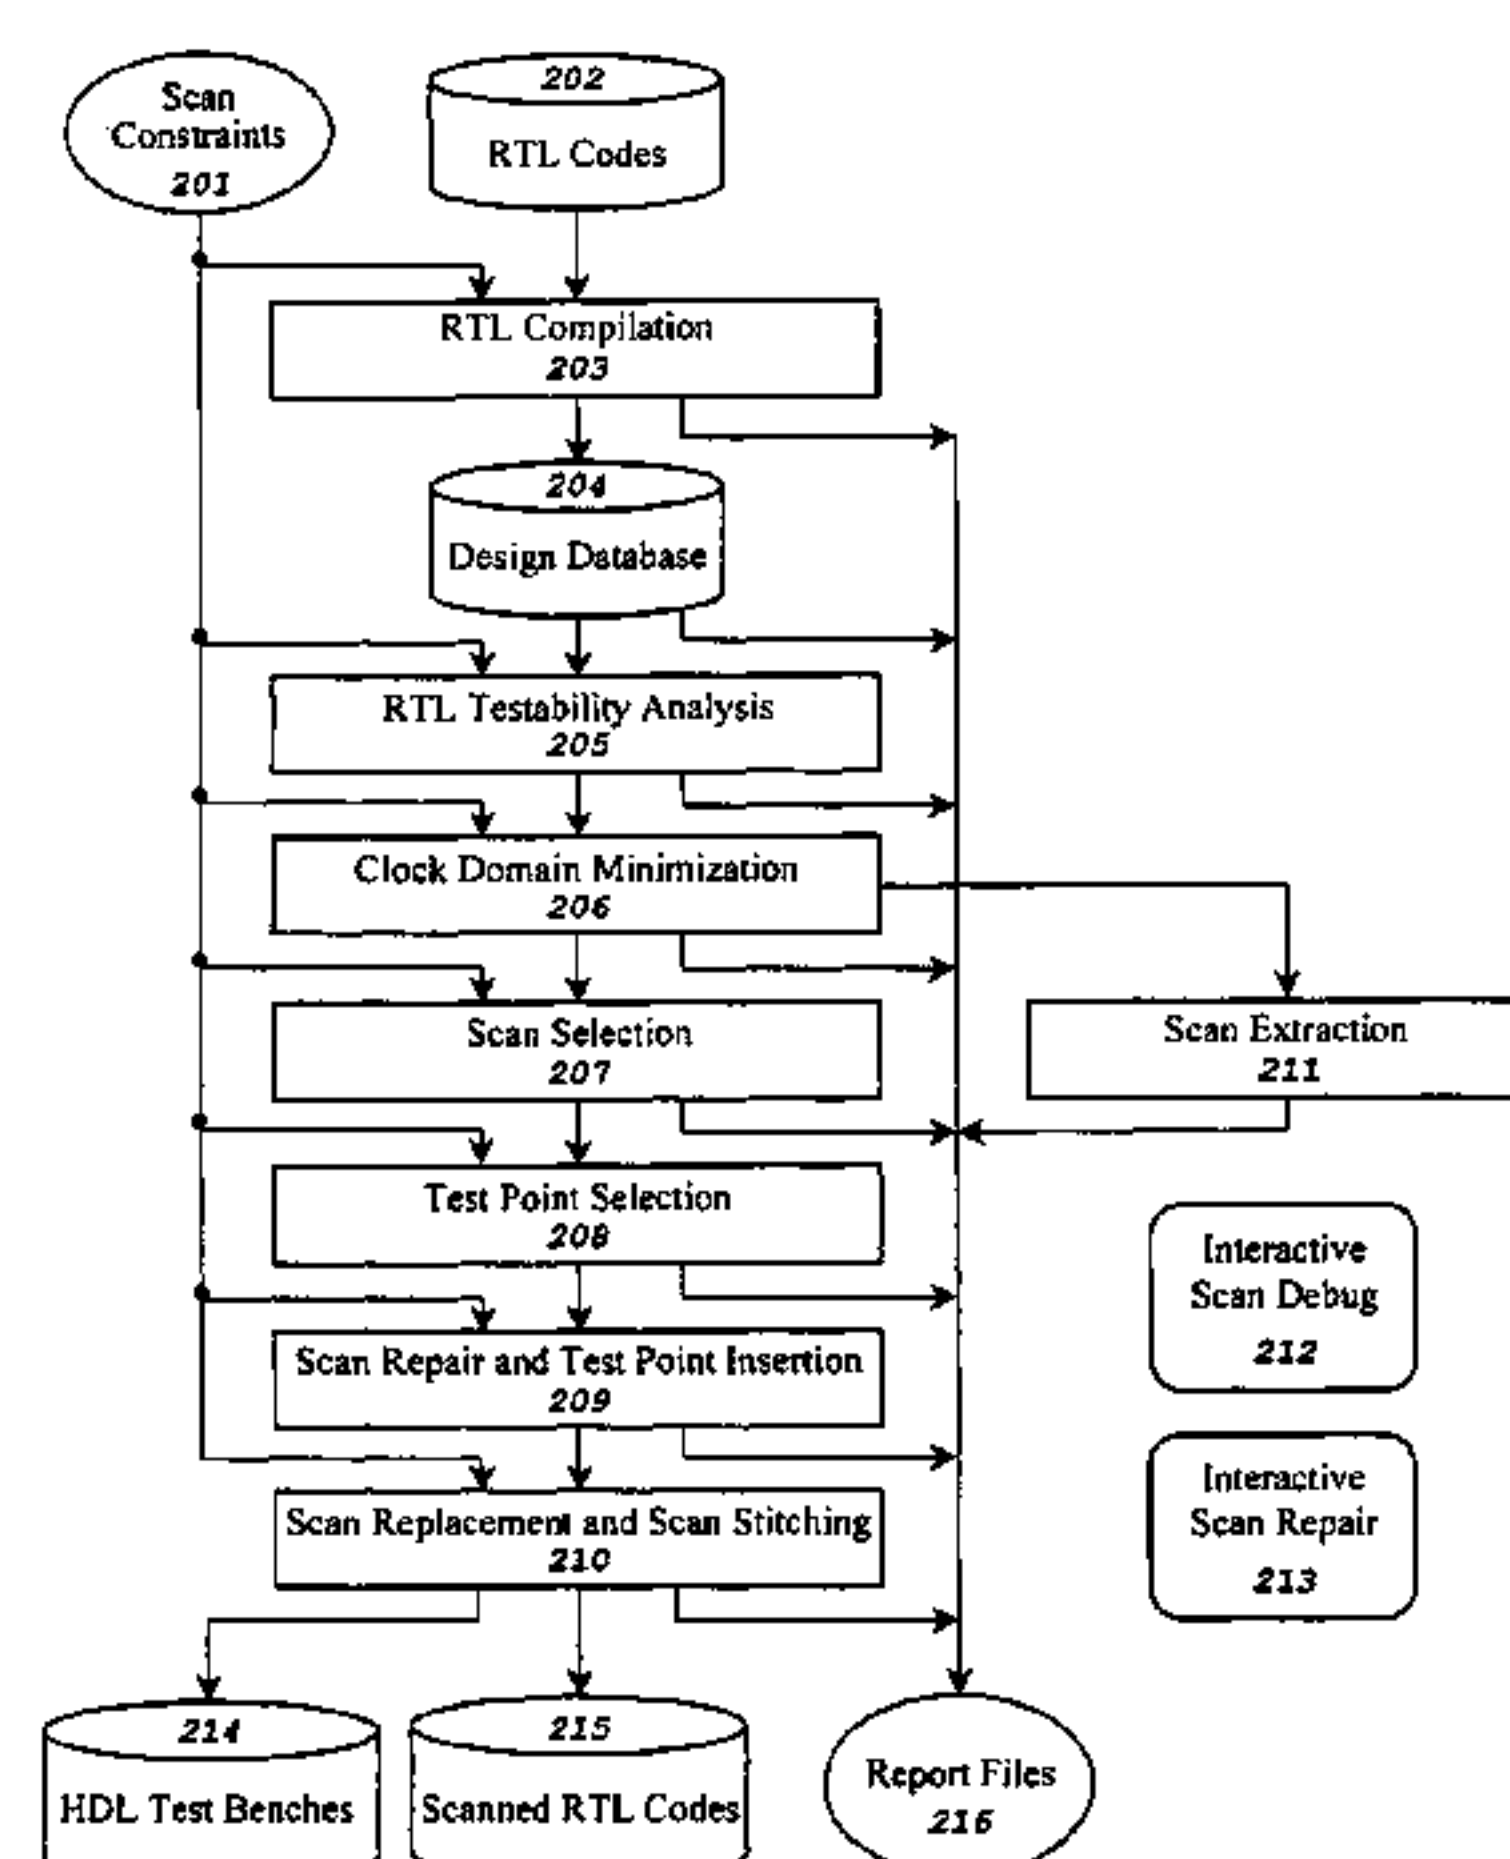 Scan
Constraints
201
202
RTL Codes
RTL Compilation
203
204
Design Database
RTL Testability Analysis
205
Clock Domain Minimization
206
Scan Selection
207
Scan Extraction
211
Test Point Selection
208
Interactive
Scan Debug
212
Scan Repair and Test Point Insertion
209
Interactive
Scan Repair
213
Scan Replacement and Scan Stitching
210
214
HDL Test Benches
215
Scanned RTL Codes
Report Files
216